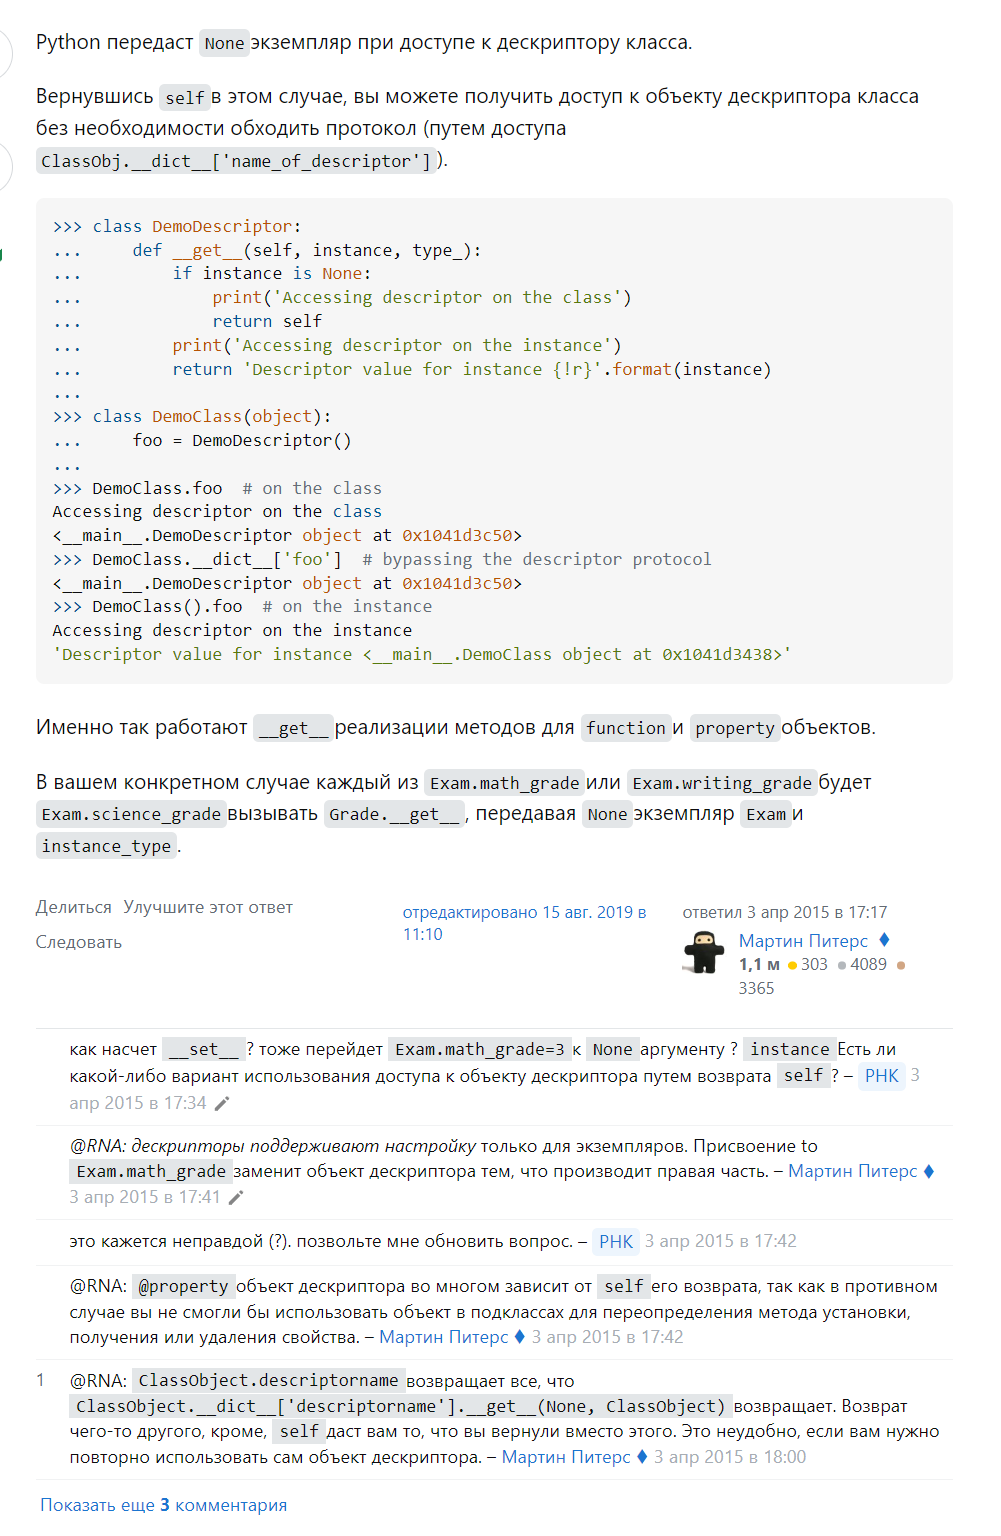 Python передаст None экземпляр при доступе к дескриптору класса.
Вернувшись self в этом случае, вы можете получить доступ к объекту дескриптора класса
без необходимости обходить протокол (путем доступа
ClassObj.__dict__['name_of_descriptor']).
>>> class DemoDescriptor:
...     def __get__(self, instance, type_):
...         if instance is None:
...             print('Accessing descriptor on the class')
...             return self
...         print('Accessing descriptor on the instance')
...         return 'Descriptor value for instance {!r}'.format(instance)
...
>>> class DemoClass(object):
...     foo = DemoDescriptor()
...
>>> DemoClass.foo  # on the class
Accessing descriptor on the class
<__main__.DemoDescriptor object at 0x1041d3c50>
>>> DemoClass.__dict__['foo']  # bypassing the descriptor protocol
<__main__.DemoDescriptor object at 0x1041d3c50>
>>> DemoClass().foo  # on the instance
Accessing descriptor on the instance
'Descriptor value for instance <__main__.DemoClass object at 0x1041d3438>'
Именно так работают __get__ реализации методов для function и property объектов.
В вашем конкретном случае каждый из Exam.math_grade или Exam.writing_grade будет
Exam.science_grade вызывать Grade.__get__, передавая None экземпляр Exam и
instance_type.
Делиться Улучшите этот ответ
Следовать
отредактировано 15 авг. 2019 в
11:10
ответил 3 апр 2015 в 17:17
Мартин Питерс ♦
1,1 м ● 303 ● 4089 ●
3365
как насчет __set__ ? тоже перейдет Exam.math_grade=3 к None аргументу ? instance Есть ли
какой-либо вариант использования доступа к объекту дескриптора путем возврата self ? – РНК 3
апр 2015 в 17:34
@RNA: дескрипторы поддерживают настройку только для экземпляров. Присвоение to
Exam.math_grade заменит объект дескриптора тем, что производит правая часть. – Мартин Питерс ♦
3 апр 2015 в 17:41
это кажется неправдой (?). позвольте мне обновить вопрос. – РНК 3 апр 2015 в 17:42
@RNA: @property объект дескриптора во многом зависит от self его возврата, так как в противном
случае вы не смогли бы использовать объект в подклассах для переопределения метода установки,
получения или удаления свойства. – Мартин Питерс ♦ 3 апр 2015 в 17:42
1 @RNA: ClassObject.descriptorname возвращает все, что
ClassObject.__dict__['descriptorname'].__get__(None, ClassObject) возвращает. Возврат
чего-то другого, кроме, self даст вам то, что вы вернули вместо этого. Это неудобно, если вам нужно
повторно использовать сам объект дескриптора. – Мартин Питерс ♦ 3 апр 2015 в 18:00
Показать еще 3 комментария